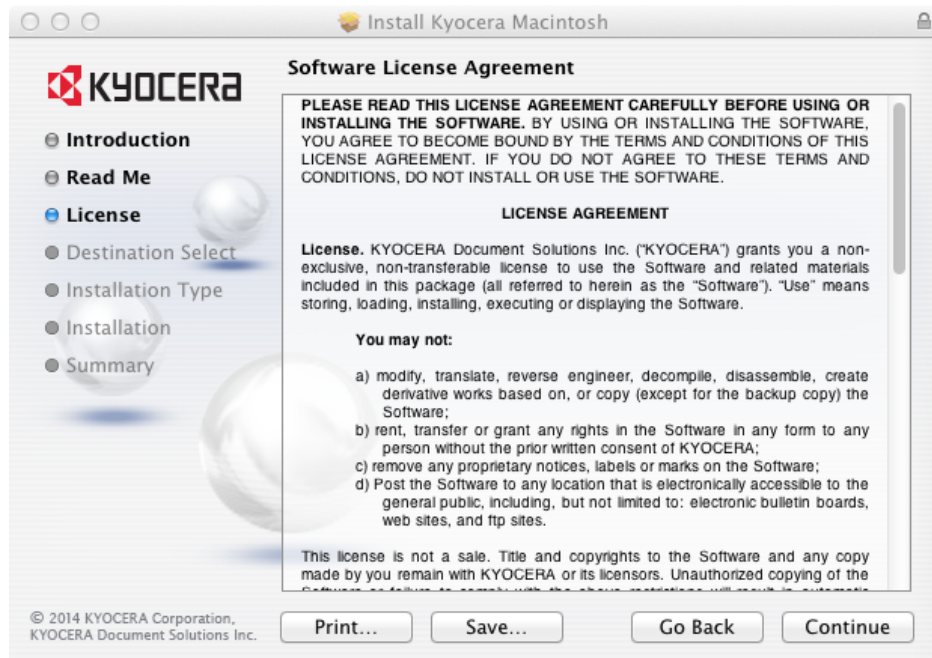 Install Kyocera Macintosh
KYOCERA
Introduction
Read Me
License
Destination Select
Installation Type
Installation
Summary
Software License Agreement
PLEASE READ THIS LICENSE AGREEMENT CAREFULLY BEFORE USING OR
INSTALLING THE SOFTWARE. BY USING OR INSTALLING THE SOFTWARE,
YOU AGREE TO BECOME BOUND BY THE TERMS AND CONDITIONS OF THIS
LICENSE AGREEMENT. IF YOU DO NOT AGREE TO THESE TERMS AND
CONDITIONS, DO NOT INSTALL OR USE THE SOFTWARE.
LICENSE AGREEMENT
License. KYOCERA Document Solutions Inc. ("KYOCERA") grants you a non-
exclusive, non-transferable license to use the Software and related materials
included in this package (all referred to herein as the "Software"). "Use" means
storing, loading, installing, executing or displaying the Software.
You may not:
a) modify, translate, reverse engineer, decompile, disassemble, create
derivative works based on, or copy (except for the backup copy) the
Software;
b) rent, transfer or grant any rights in the Software in any form to any
person without the prior written consent of KYOCERA;
c) remove any proprietary notices, labels or marks on the Software;
d) Post the Software to any location that is electronically accessible to the
general public, including, but not limited to: electronic bulletin boards,
web sites, and ftp sites.
This license is not a sale. Title and copyrights to the Software and any copy
made by you remain with KYOCERA or its licensors. Unauthorized copying of the
© 2014 KYOCERA Corporation,
KYOCERA Document Solutions Inc.
Print...
Save...
Go Back
Continue